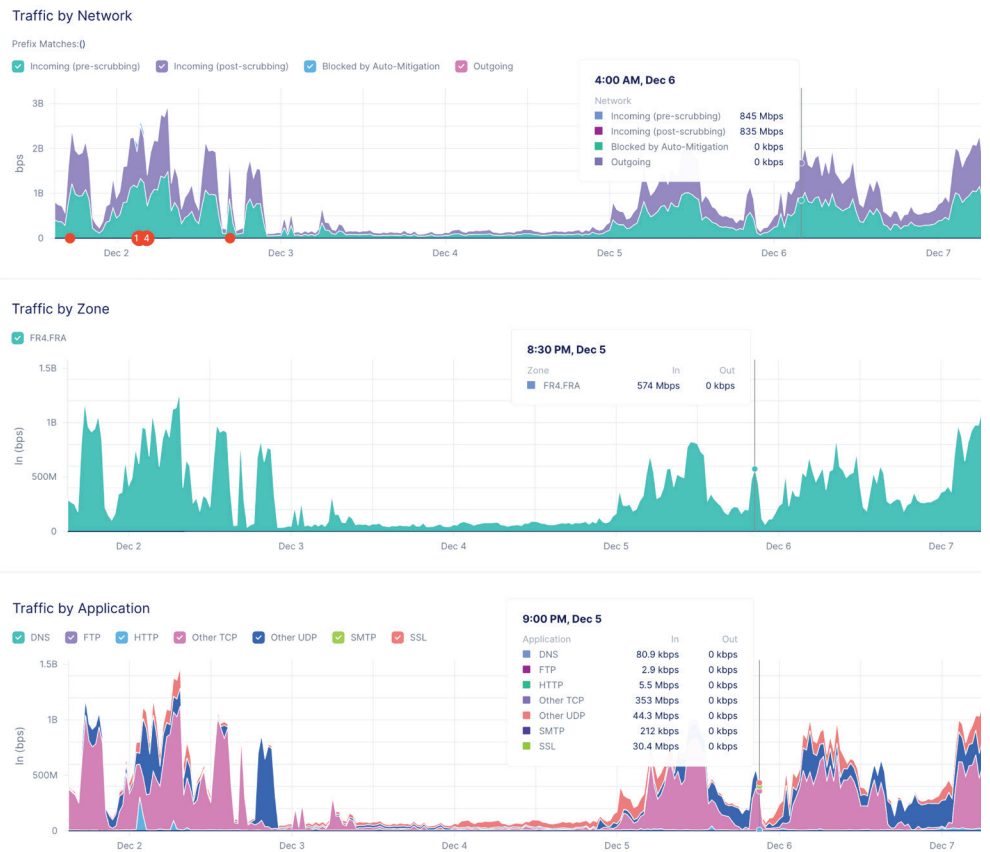 Traffic by Network
Prefix Matches:()
Incoming (pre-scrubbing) Incoming (post-scrubbing) Blocked by Auto-Mitigation Outgoing
4:00 AM, Dec 6
Network
Incoming (pre-scrubbing) 845 Mbps
Incoming (post-scrubbing) 835 Mbps
Blocked by Auto-Mitigation 0 kbps
Outgoing 0 kbps
3B
2B
1B
0
bps
1 4
Dec 2 Dec 3 Dec 4 Dec 5 Dec 6 Dec 7
Traffic by Zone
FR4.FRA
8:30 PM, Dec 5
Zone In Out
FR4.FRA 574 Mbps 0 kbps
1.5B
1B
500M
0
In (bps)
Dec 2 Dec 3 Dec 4 Dec 5 Dec 6 Dec 7
Traffic by Application
DNS FTP HTTP Other TCP Other UDP SMTP SSL
9:00 PM, Dec 5
Application In Out
DNS 80.9 kbps 0 kbps
FTP 2.9 kbps 0 kbps
HTTP 5.5 Mbps 0 kbps
Other TCP 353 Mbps 0 kbps
Other UDP 44.3 Mbps 0 kbps
SMTP 212 kbps 0 kbps
SSL 30.4 Mbps 0 kbps
1.5B
1B
500M
0
In (bps)
Dec 2 Dec 3 Dec 4 Dec 5 Dec 6 Dec 7